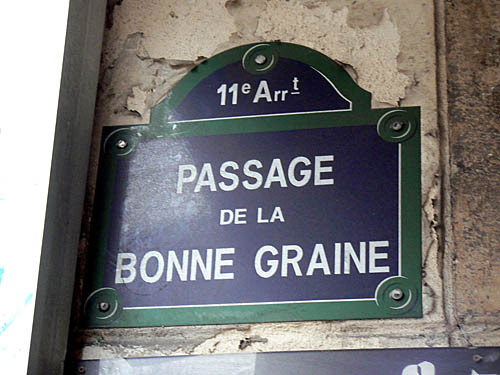 11e Arrt
PASSAGE
DE LA
BONNE GRAINE